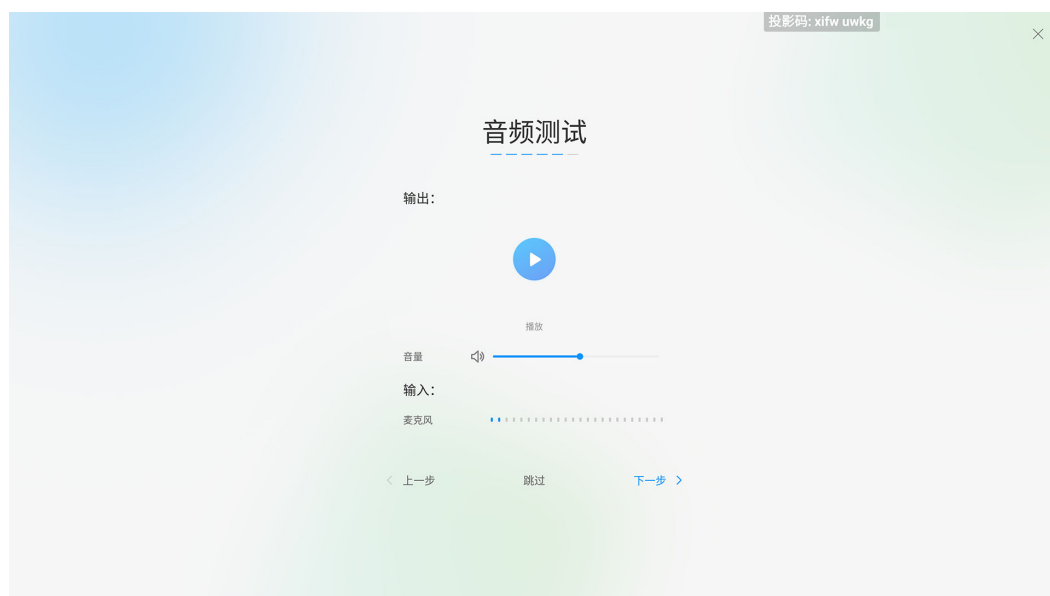 投影码: xifw uwkg
音频测试
输出：
播放
音量
输入：
麦克风
上一步
跳过
下一步